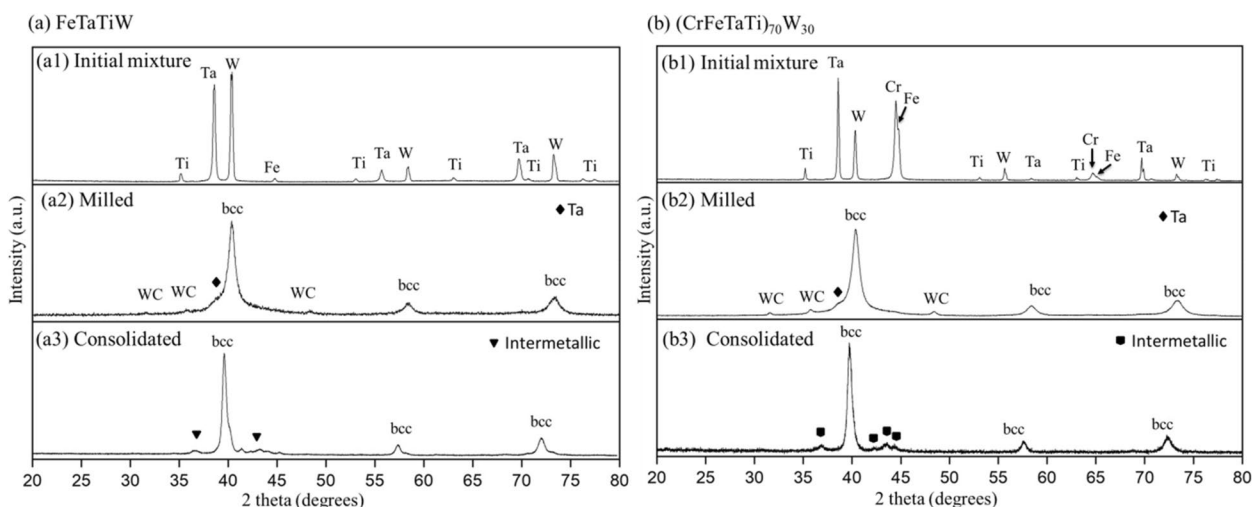 (a) FeTaTiW
(a1) Initial mixture
Ti
Ta
W
Fe
Ti
Ta
W
Ti
Ta
Ti
W
Ti
(a2) Milled
♦Ta
WC
WC
bcc
WC
bcc
bcc
(a3) Consolidated
▼ Intermetallic
bcc
bcc
bcc
Intensity (a.u.)
20 25 30 35 40 45 50 55 60 65 70 75 80
2 theta (degrees)
(b) (CrFeTaTi)₇₀W₃₀
(b1) Initial mixture
Ti
Ta
W
Cr
Fe
Ti
W
Ta
Ti
Cr
Fe
Ta
W
Ti
(b2) Milled
♦Ta
WC
WC
bcc
WC
bcc
bcc
(b3) Consolidated
Intermetallic
bcc
bcc
bcc
Intensity (a.u.)
20 25 30 35 40 45 50 55 60 65 70 75 80
2 theta (degrees)